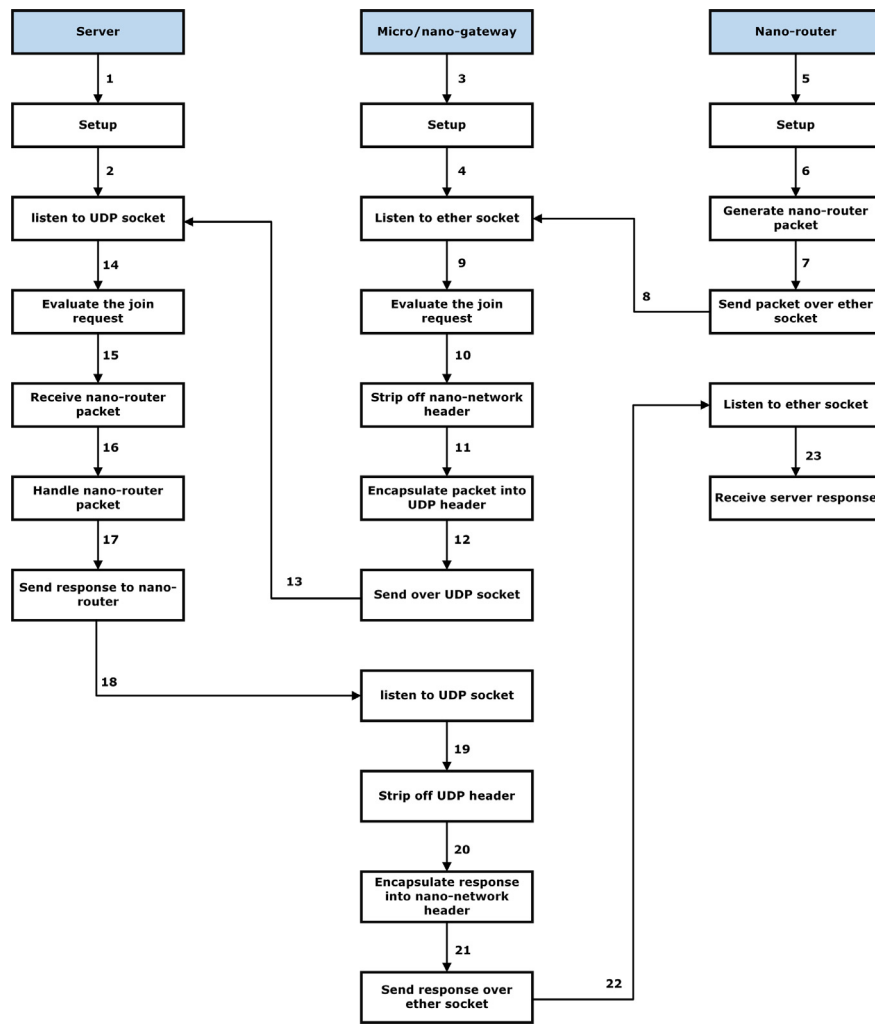 Server
Micro/nano-gateway
Nano-router
1
3
5
Setup
Setup
Setup
2
4
6
listen to UDP socket
Listen to ether socket
Generate nano-router
packet
14
9
7
8
Evaluate the join
request
Evaluate the join
request
Send packet over ether
socket
15
10
Receive nano-router
packet
Strip off nano-network
header
Listen to ether socket
16
11
23
Handle nano-router
packet
Encapsulate packet into
UDP header
Receive server response
17
12
13
Send response to nano-
router
Send over UDP socket
18
listen to UDP socket
19
Strip off UDP header
20
Encapsulate response
into nano-network
header
21
22
Send response over
ether socket